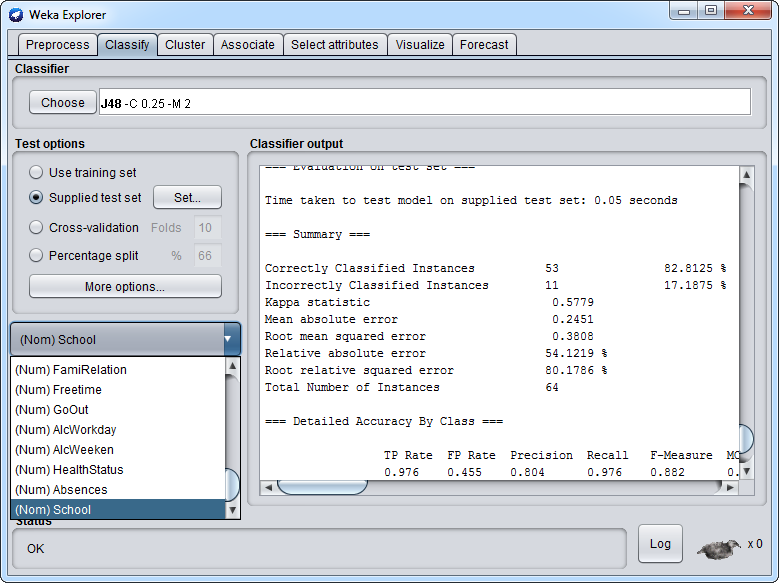 Weka Explorer
Preprocess Classify Cluster Associate Select attributes Visualize Forecast
Classifier
Choose J48 -C 0.25 -M 2
Test options
Use training set
Supplied test set Set...
Cross-validation Folds 10
Percentage split % 66
More options...
(Nom) School
(Num) FamiRelation
(Num) Freetime
(Num) GoOut
(Num) AlcWorkday
(Num) AlcWeeken
(Num) HealthStatus
(Num) Absences
(Nom) School
Classifier output
=== Evaluation on test set ===
Time taken to test model on supplied test set: 0.05 seconds
=== Summary ===
Correctly Classified Instances 53 82.8125 %
Incorrectly Classified Instances 11 17.1875 %
Kappa statistic 0.5779
Mean absolute error 0.2451
Root mean squared error 0.3808
Relative absolute error 54.1219 %
Root relative squared error 80.1786 %
Total Number of Instances 64
=== Detailed Accuracy By Class ===
TP Rate FP Rate Precision Recall F-Measure MC
0.976 0.455 0.804 0.976 0.882 0.
Status
OK
Log x 0